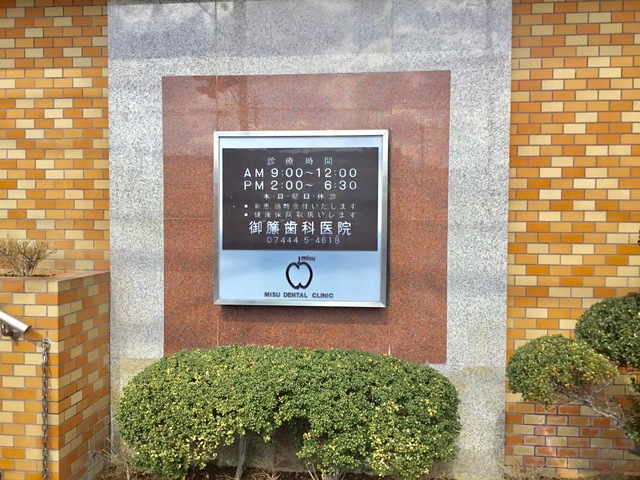 診療時間
AM 9:00~12:00
PM 2:00~ 6:30
木・日・祭日・休診
● 新患随時受付いたします
● 健康保険取扱いします
御簾歯科医院
07444 5-4618
misu
MISU DENTAL CLINIC